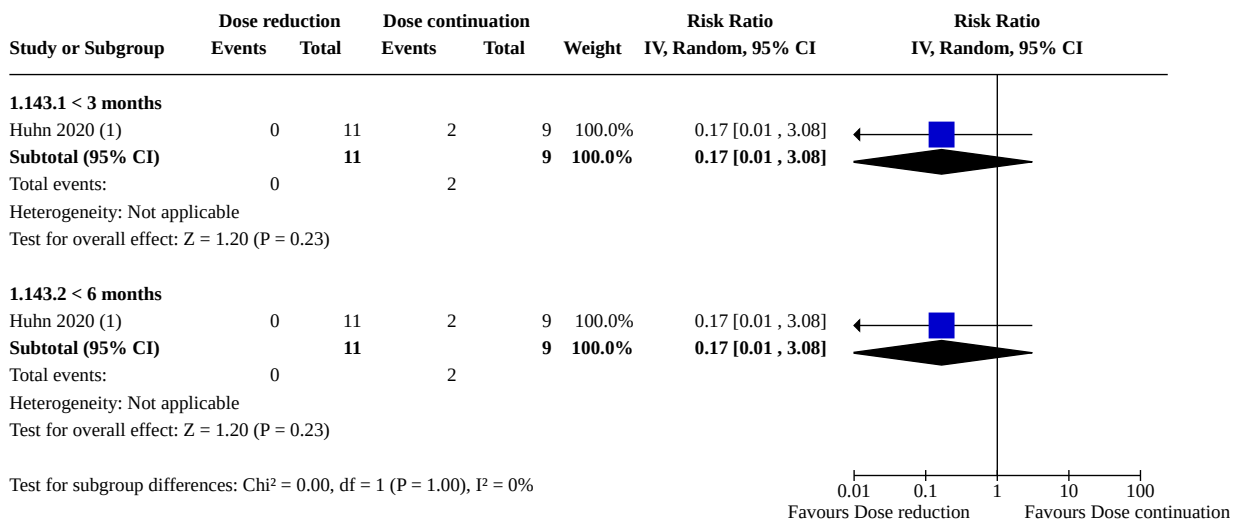 Dose reduction Dose continuation Risk Ratio Risk Ratio
Study or Subgroup Events Total Events Total Weight IV, Random, 95% CI IV, Random, 95% CI
1.143.1 < 3 months
Huhn 2020 (1) 0 11 2 9 100.0% 0.17 [0.01 , 3.08]
Subtotal (95% CI) 11 9 100.0% 0.17 [0.01 , 3.08]
Total events: 0 2
Heterogeneity: Not applicable
Test for overall effect: Z = 1.20 (P = 0.23)
1.143.2 < 6 months
Huhn 2020 (1) 0 11 2 9 100.0% 0.17 [0.01 , 3.08]
Subtotal (95% CI) 11 9 100.0% 0.17 [0.01 , 3.08]
Total events: 0 2
Heterogeneity: Not applicable
Test for overall effect: Z = 1.20 (P = 0.23)
Test for subgroup differences: Chi² = 0.00, df = 1 (P = 1.00), I² = 0%
0.01 0.1 1 10 100
Favours Dose reduction Favours Dose continuation